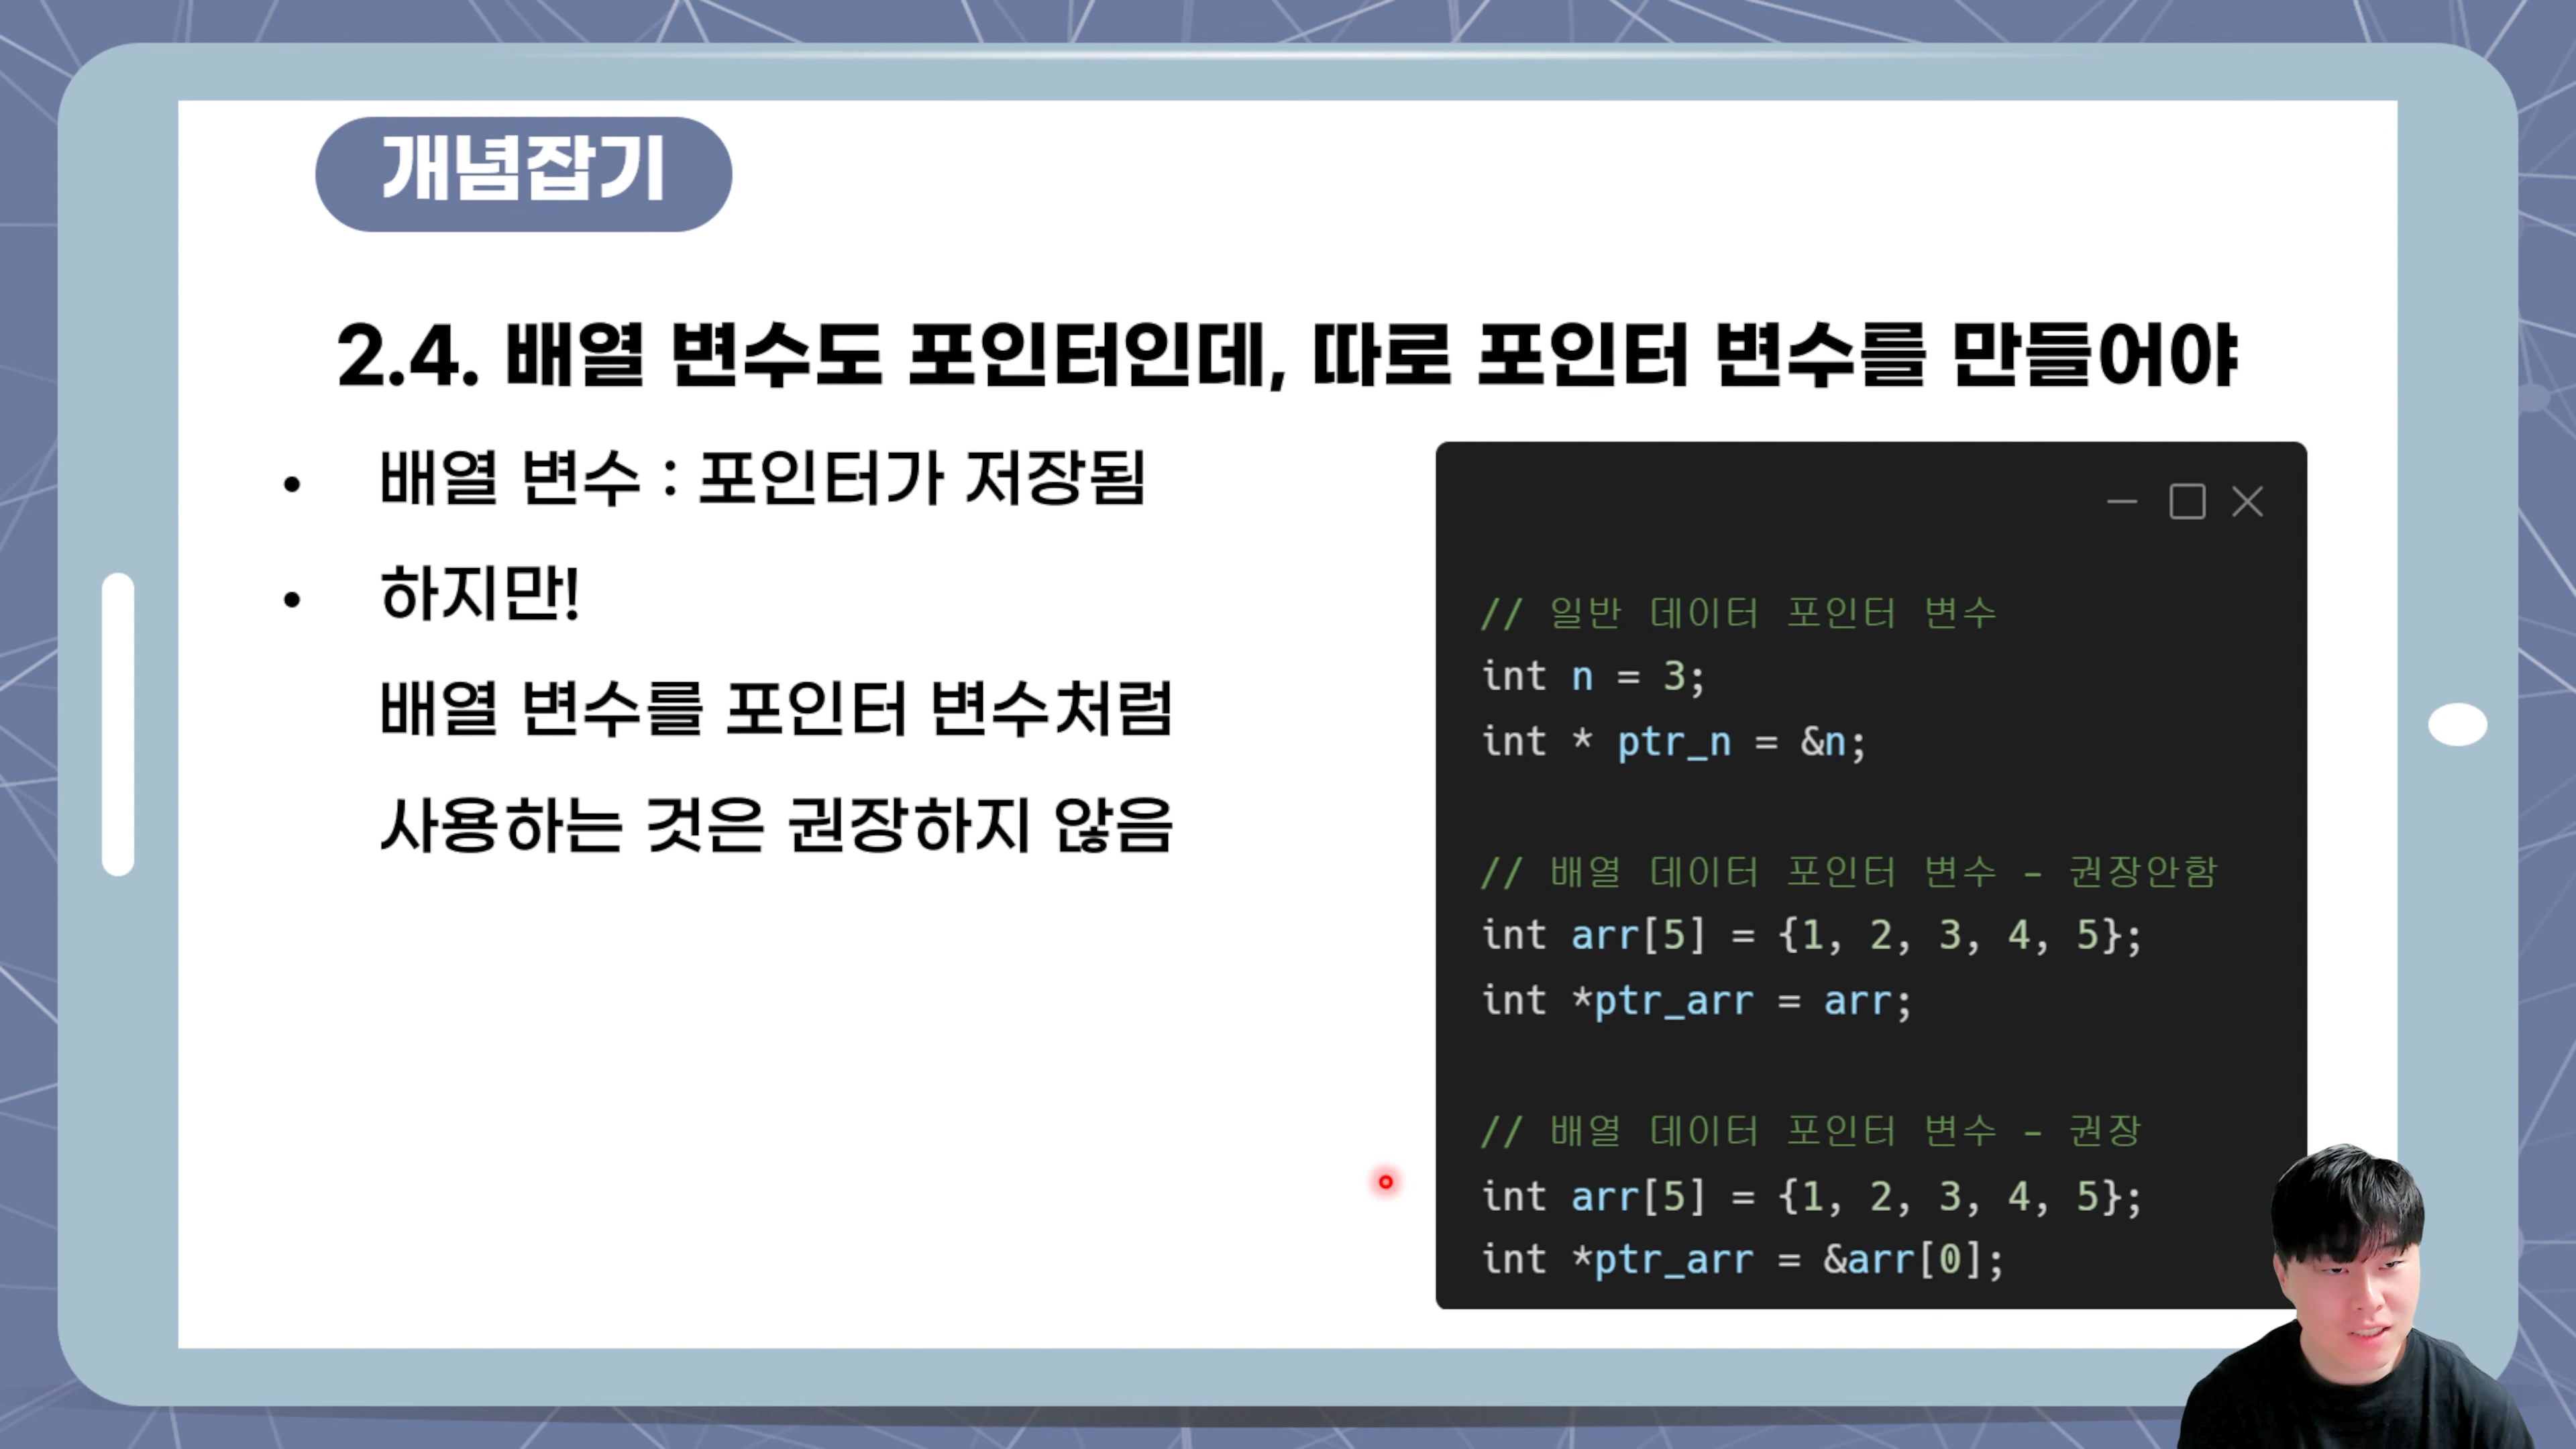 개념잡기
2.4. 배열 변수도 포인터인데, 따로 포인터 변수를 만들어야
• 배열 변수 : 포인터가 저장됨
• 하지만!
배열 변수를 포인터 변수처럼
사용하는 것은 권장하지 않음
// 일반 데이터 포인터 변수
int n = 3;
int * ptr_n = &n;
// 배열 데이터 포인터 변수 - 권장안함
int arr[5] = {1, 2, 3, 4, 5};
int *ptr_arr = arr;
// 배열 데이터 포인터 변수 - 권장
int arr[5] = {1, 2, 3, 4, 5};
int *ptr_arr = &arr[0];